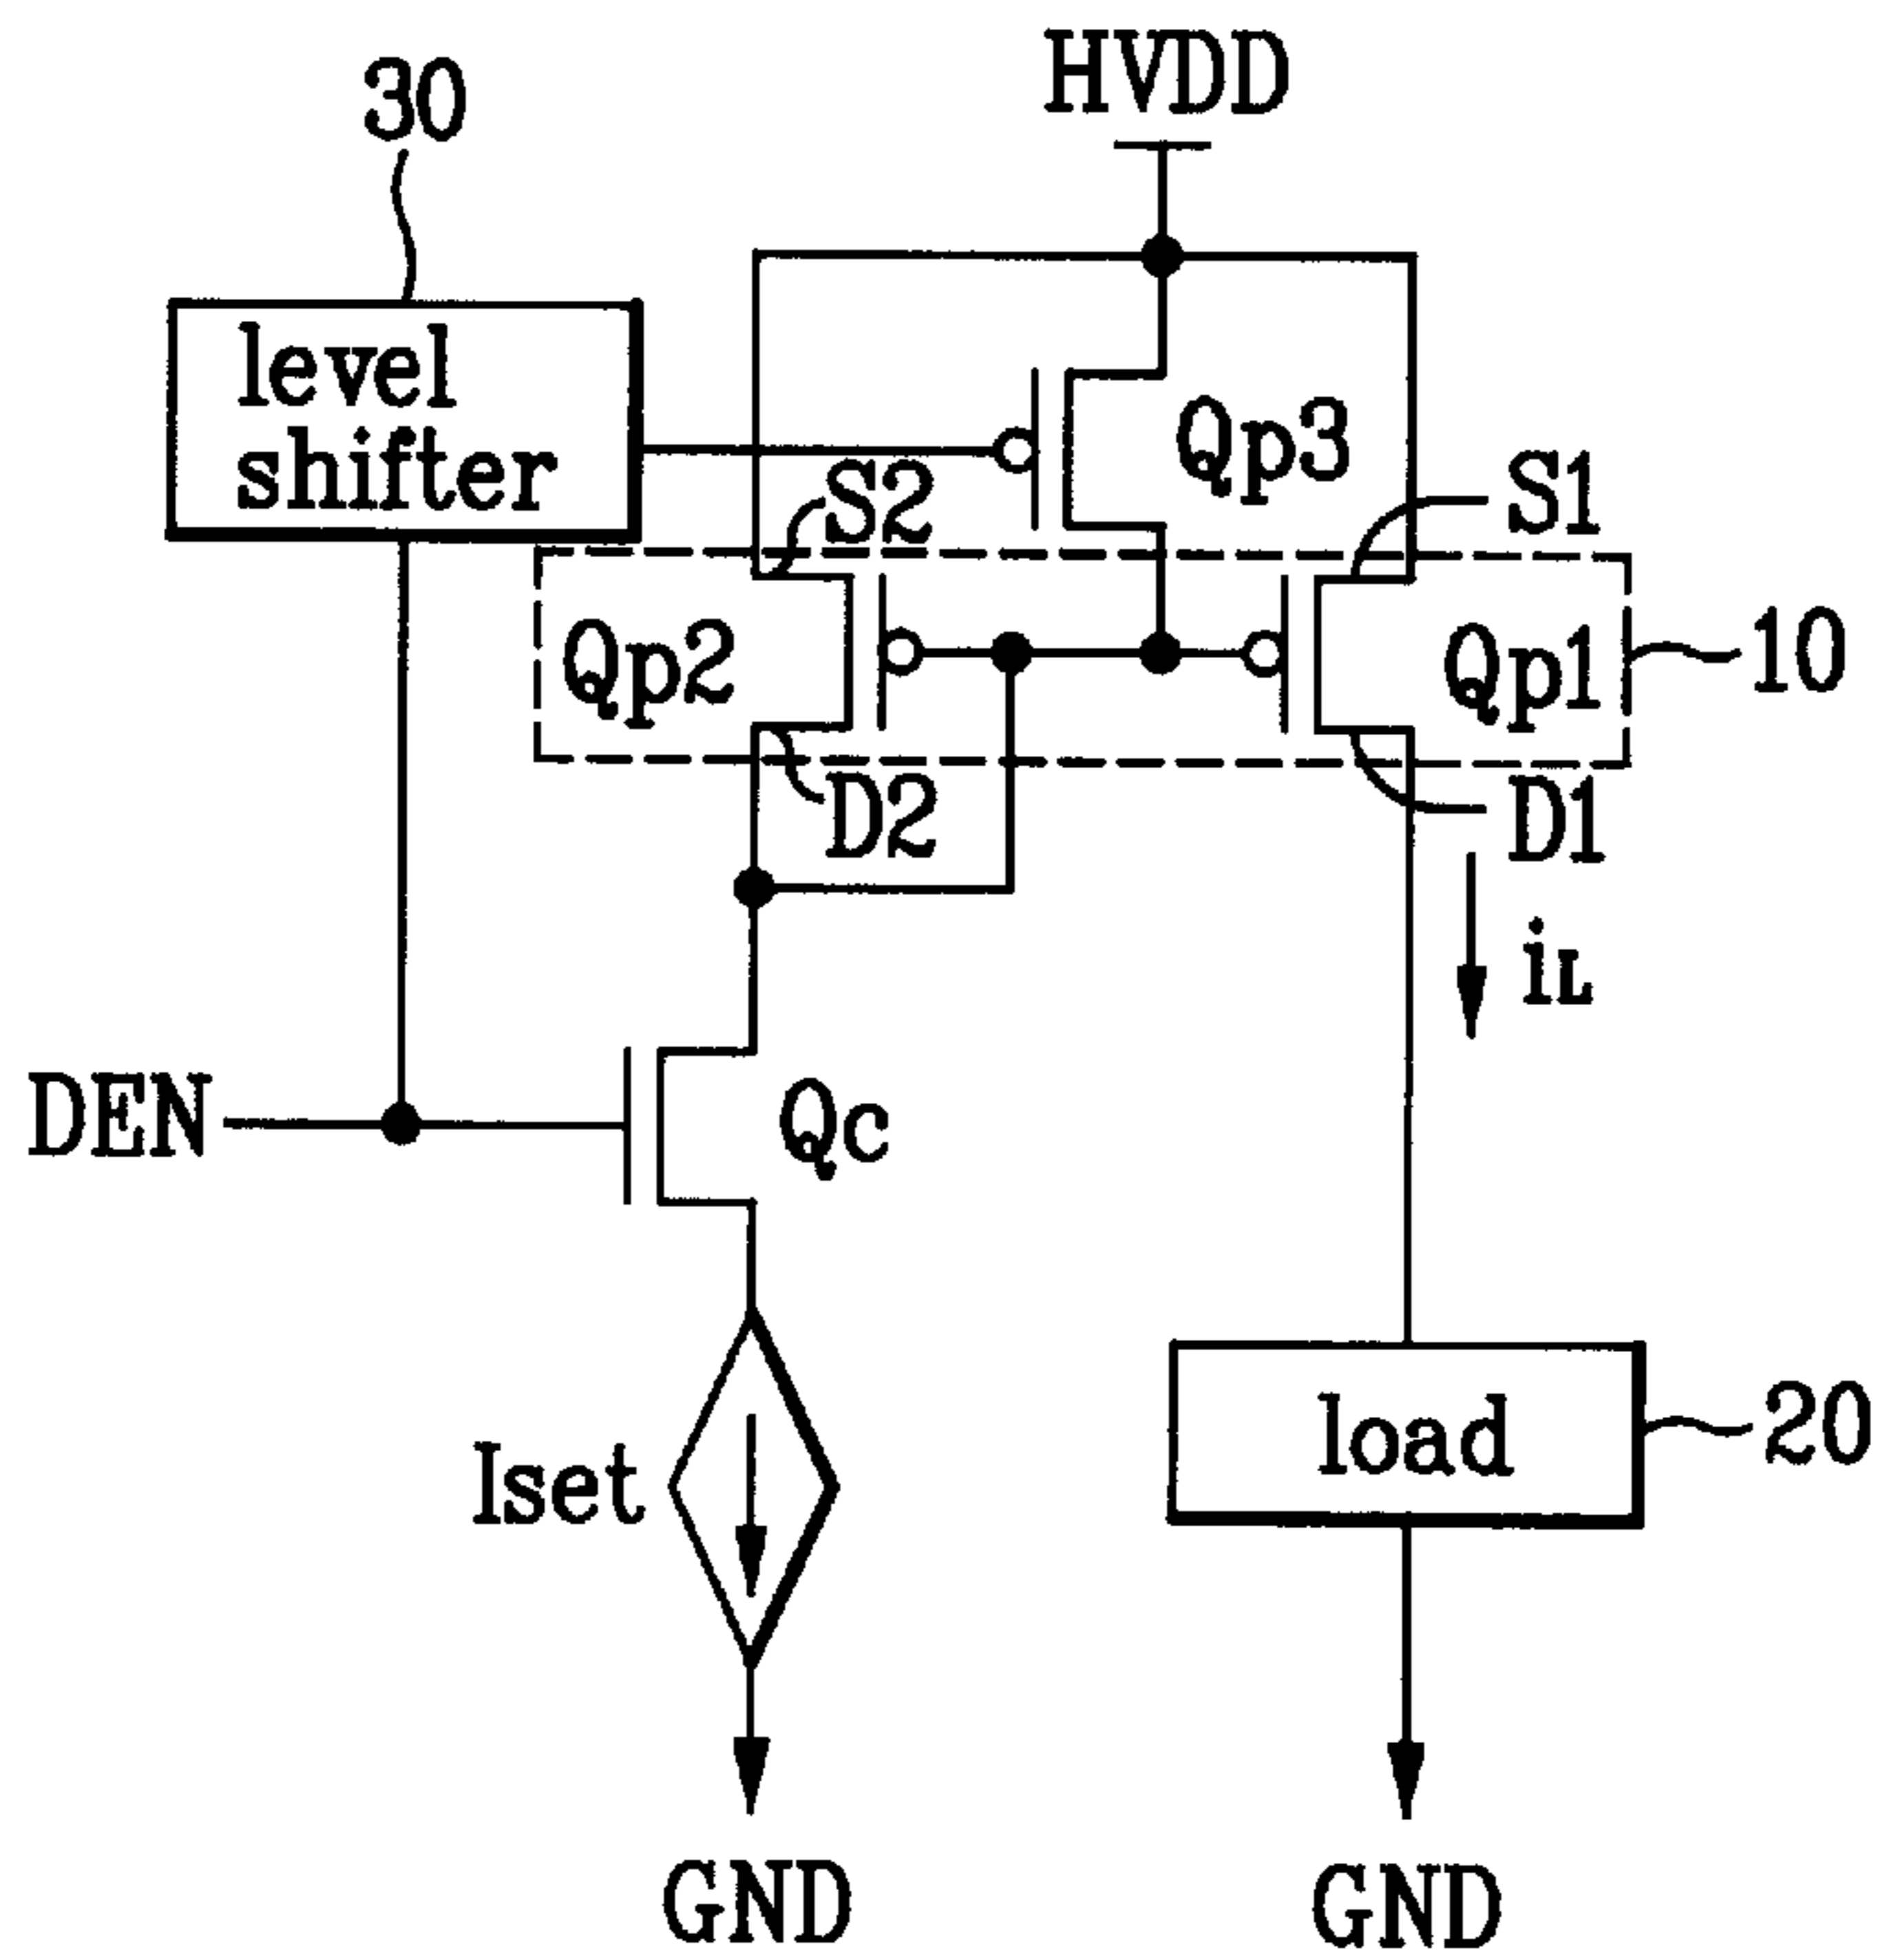 HVDD
30
level
shifter
Qp3
S2
S1
Qp2
Qp1
10
D2
D1
iL
DEN
Qc
Iset
load
20
GND
GND